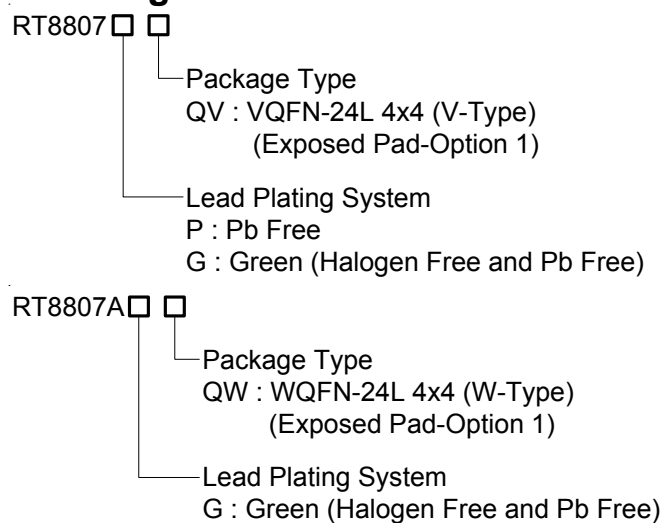 RT8807□ □
Package Type
QV : VQFN-24L 4x4 (V-Type)
(Exposed Pad-Option 1)
Lead Plating System
P : Pb Free
G : Green (Halogen Free and Pb Free)
RT8807A□ □
Package Type
QW : WQFN-24L 4x4 (W-Type)
(Exposed Pad-Option 1)
Lead Plating System
G : Green (Halogen Free and Pb Free)